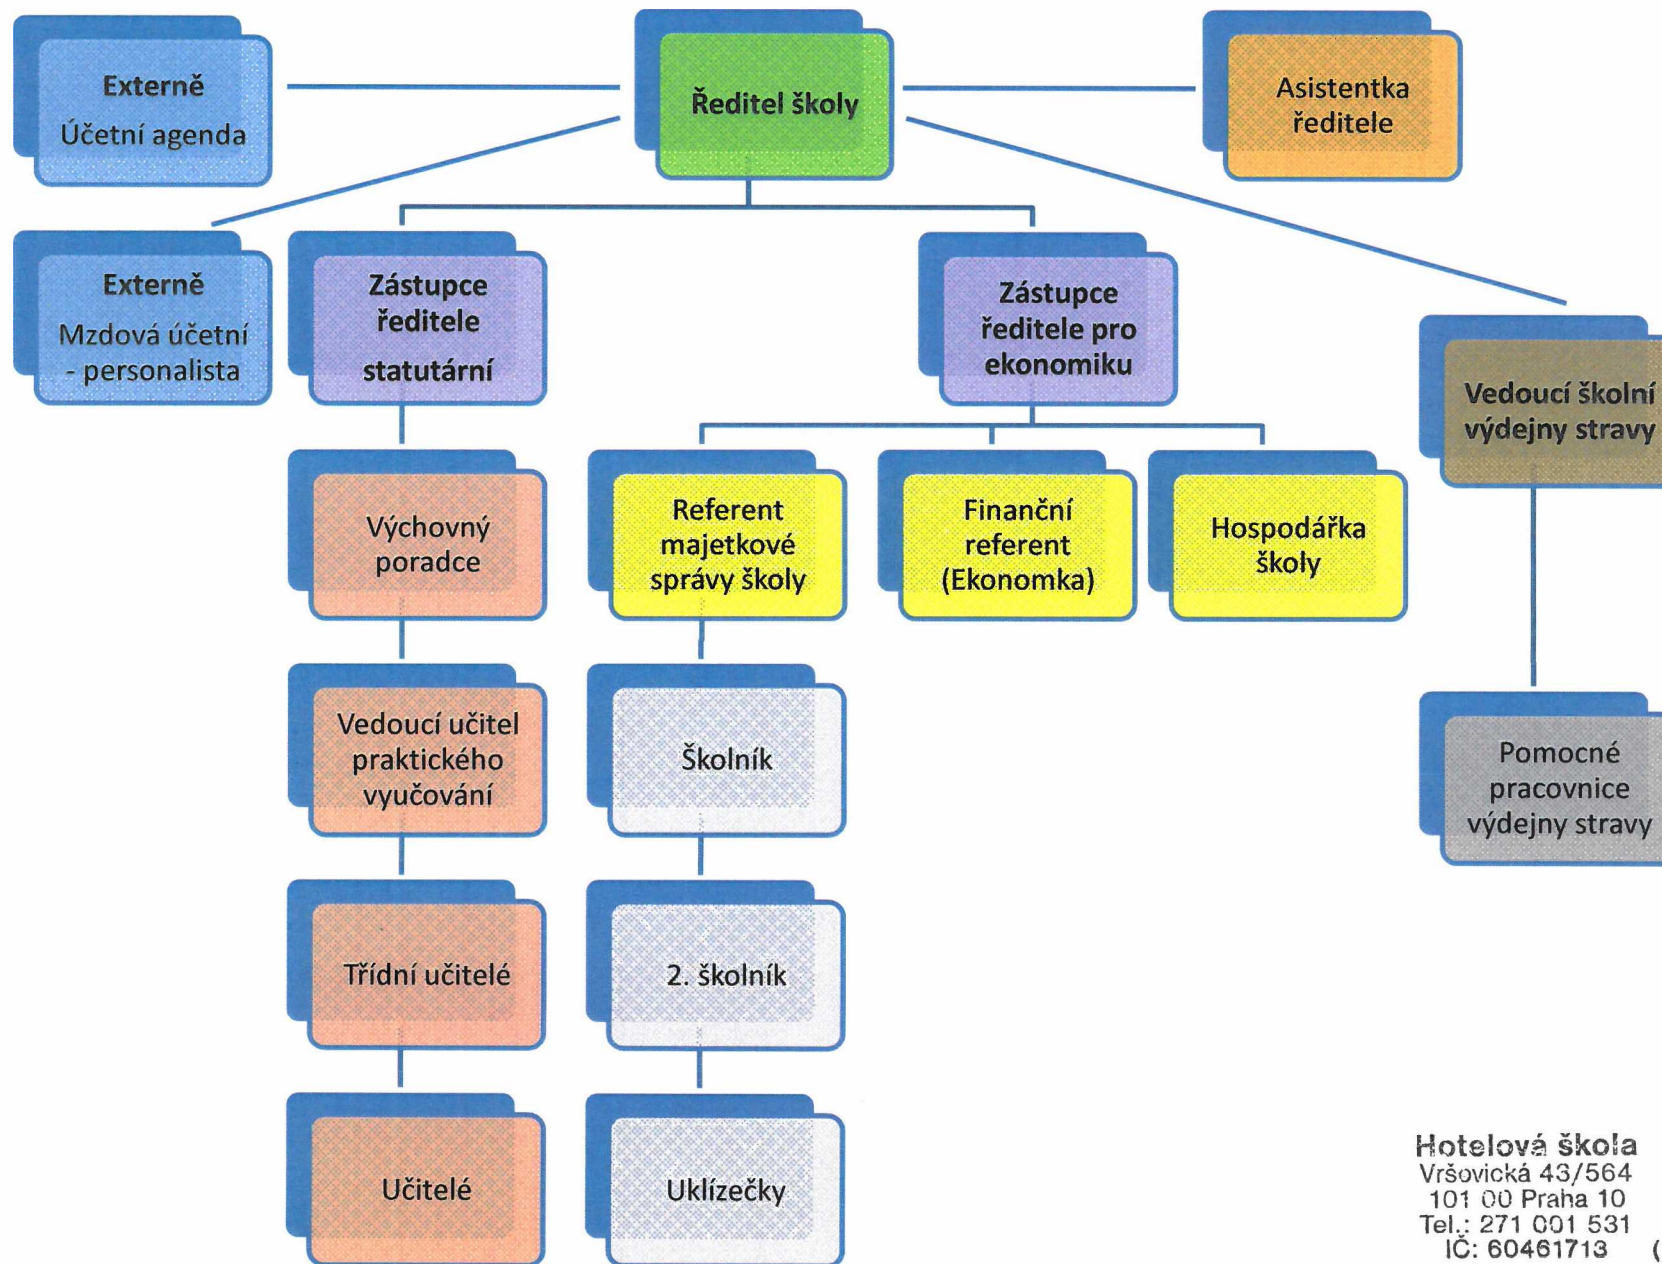 Externě
Účetní agenda
Ředitel školy
Asistentka
ředitele
Externě
Mzdová účetní
- personalista
Zástupce
ředitele
statutární
Zástupce
ředitele pro
ekonomiku
Vedoucí školní
výdejny stravy
Výchovný
poradce
Referent
majetkové
správy školy
Finanční
referent
(Ekonomka)
Hospodářka
školy
Vedoucí učitel
praktického
vyučování
Školník
Pomocné
pracovnice
výdejny stravy
Třídní učitelé
2. školník
Učitelé
Uklízečky
Hotelová škola
Vršovická 43/564
101 00 Praha 10
Tel.: 271 001 531
IČ: 60461713 (